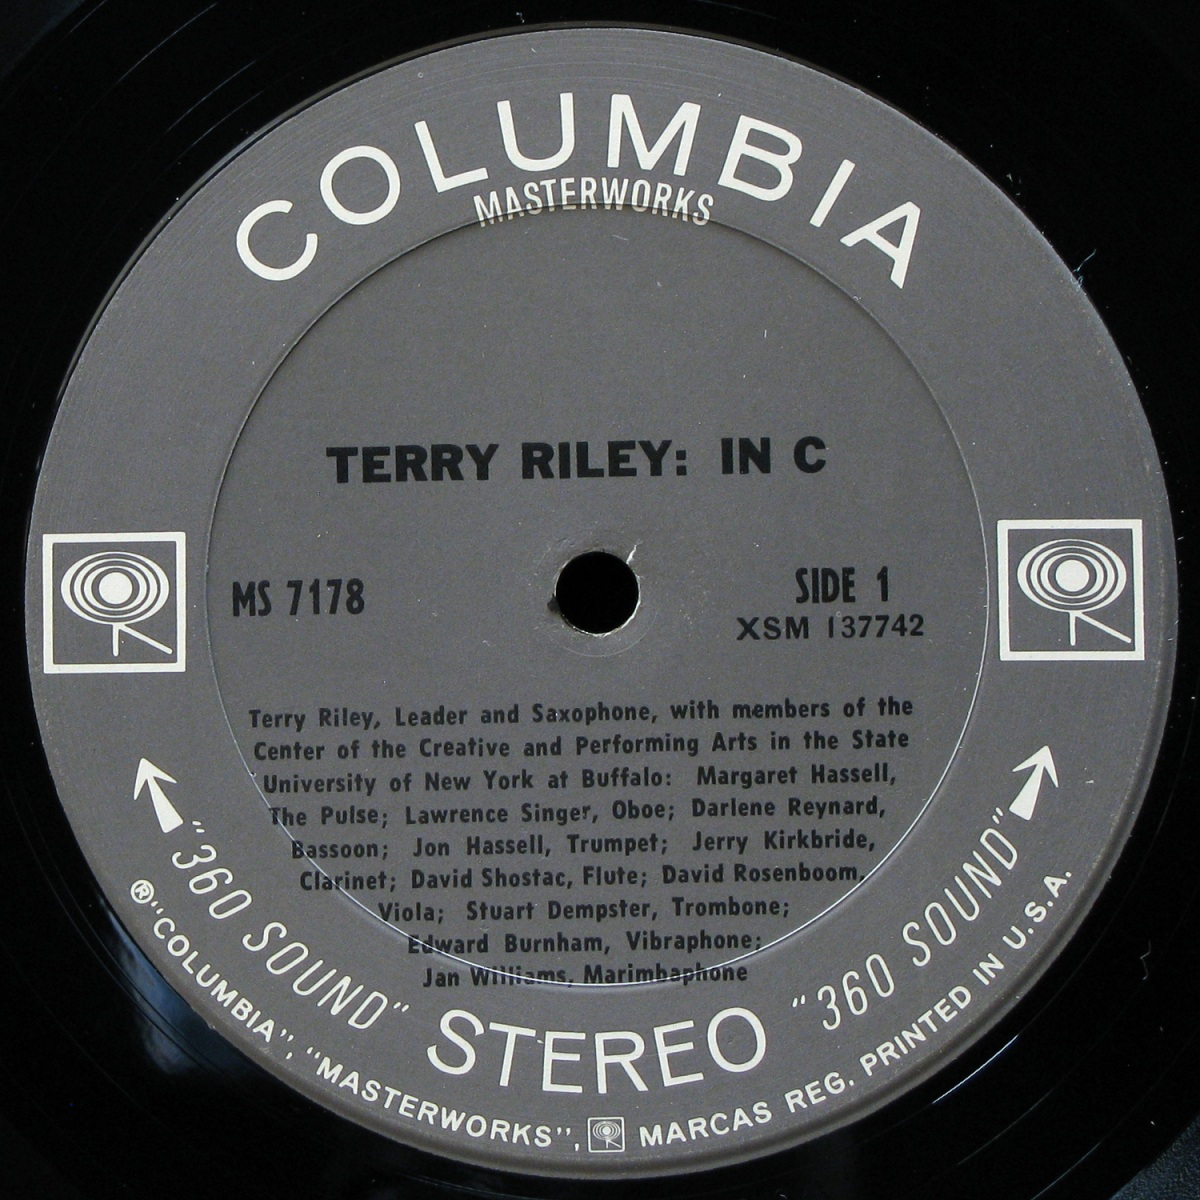 COLUMBIA
MASTERWORKS
TERRY RILEY: IN C
MS 7178
SIDE 1
XSM 137742
Terry Riley, Leader and Saxophone, with members of the
Center of the Creative and Performing Arts in the State
University of New York at Buffalo: Margaret Hassell,
The Pulse; Lawrence Singer, Oboe; Darlene Reynard,
Bassoon; Jon Hassell, Trumpet; Jerry Kirkbride,
Clarinet; David Shostac, Flute; David Rosenboom,
Viola; Stuart Dempster, Trombone;
Edward Burnham, Vibraphone;
Jan Williams, Marimbaphone
"360 SOUND" STEREO "360 SOUND"
®"COLUMBIA", "MASTERWORKS", MARCAS REG. PRINTED IN U.S.A.